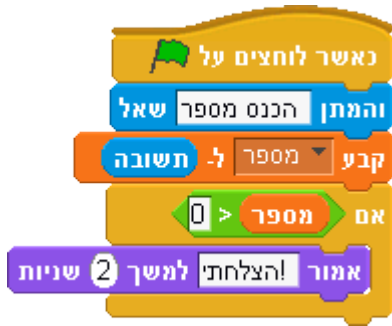 כאשר לוחצים על
שאל הכנס מספר והמתן
קבע מספר ל- תשובה
אם מספר < 0
אמור הצלחתי! למשך 2 שניות